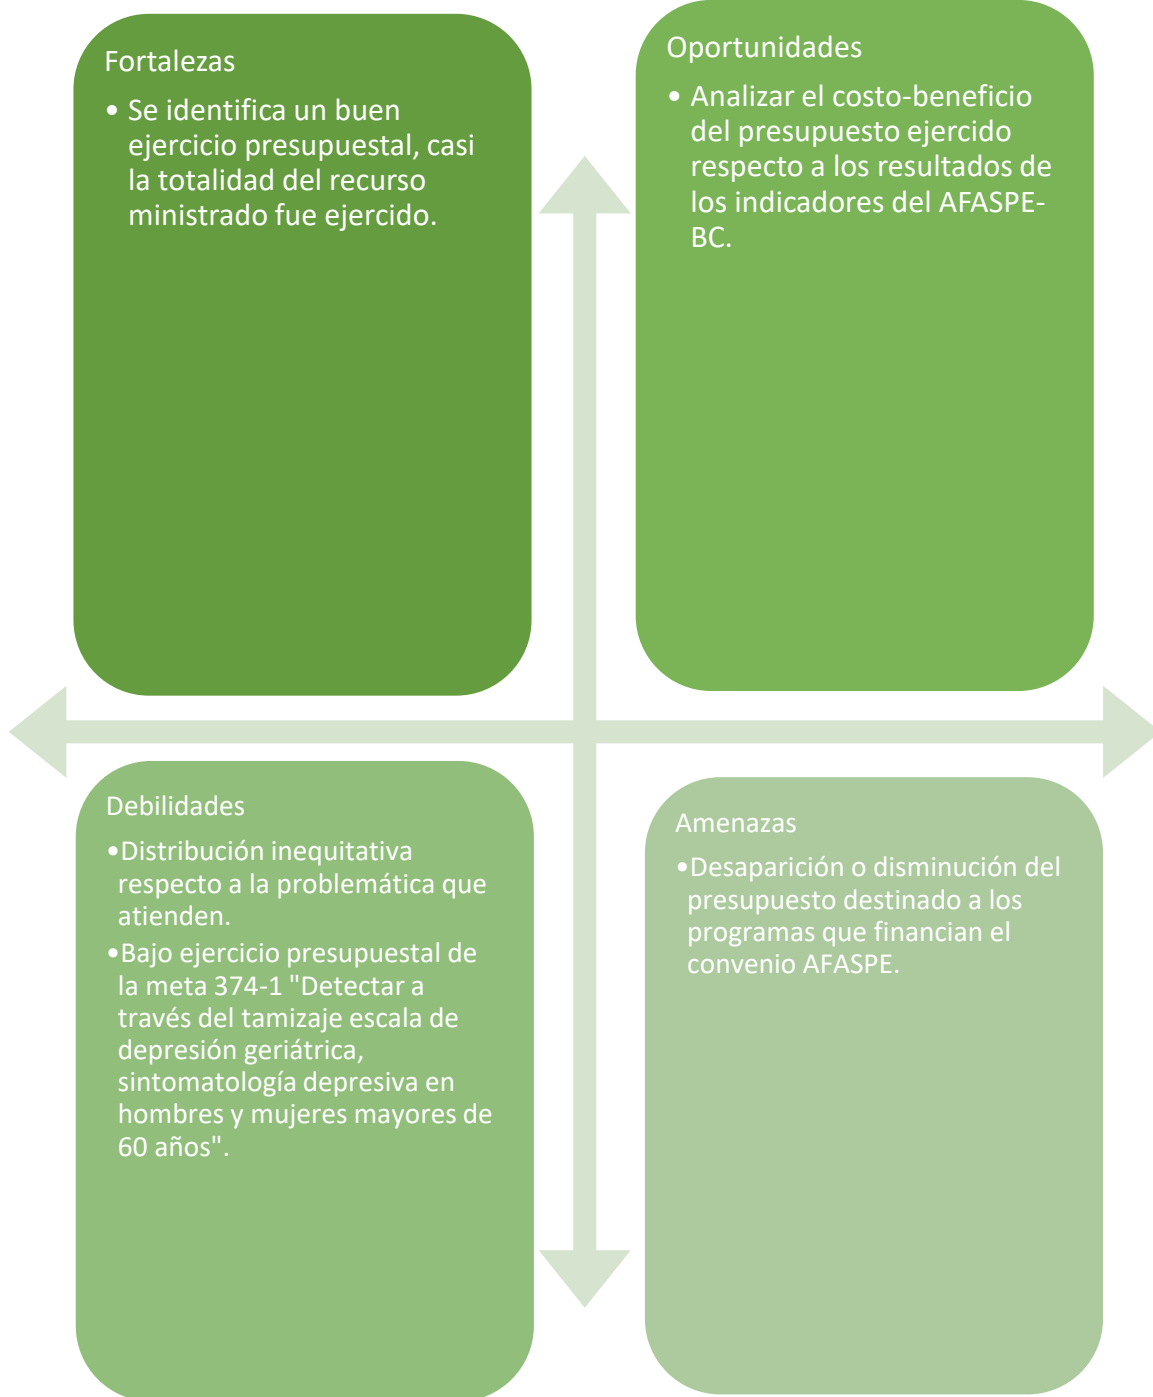 Fortalezas
• Se identifica un buen
ejercicio presupuestal, casi
la totalidad del recurso
ministrado fue ejercido.
Oportunidades
• Analizar el costo-beneficio
del presupuesto ejercido
respecto a los resultados de
los indicadores del AFASPE-
BC.
Debilidades
•Distribución inequitativa
respecto a la problemática que
atienden.
•Bajo ejercicio presupuestal de
la meta 374-1 "Detectar a
través del tamizaje escala de
depresión geriátrica,
sintomatología depresiva en
hombres y mujeres mayores de
60 años".
Amenazas
•Desaparición o disminución del
presupuesto destinado a los
programas que financian el
convenio AFASPE.